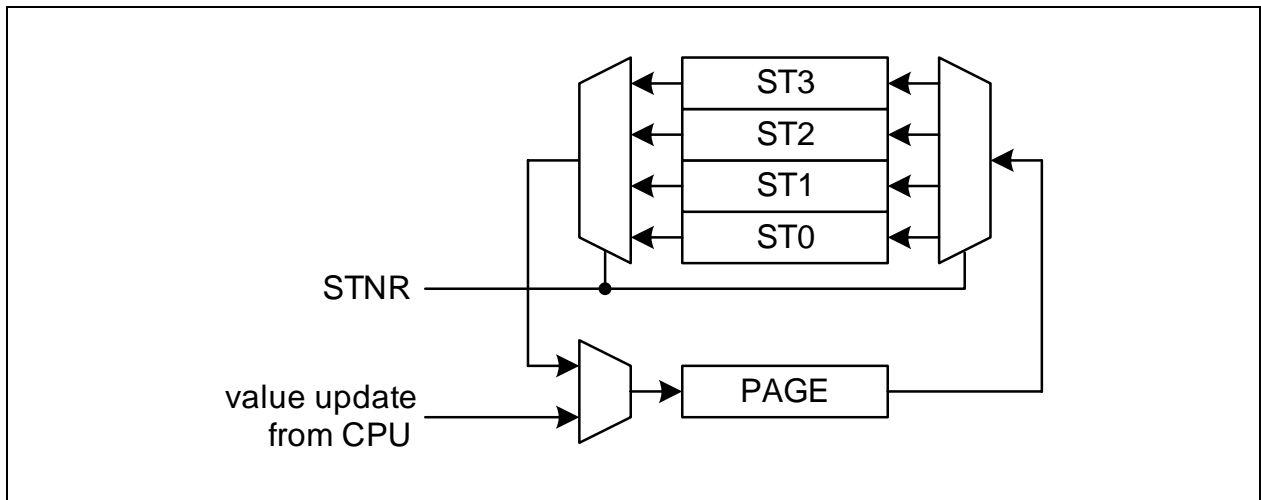 ST3
ST2
ST1
ST0
STNR
value update
from CPU
PAGE